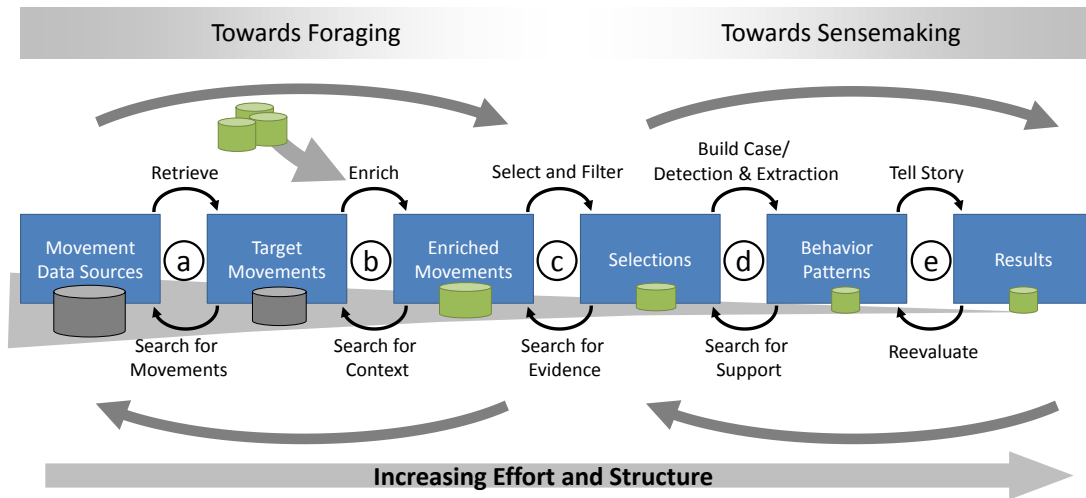 Towards Foraging
Towards Sensemaking
Retrieve
Enrich
Select and Filter
Build Case/
Detection & Extraction
Tell Story
Movement
Data Sources
a
Target
Movements
b
Enriched
Movements
c
Selections
d
Behavior
Patterns
e
Results
Search for
Movements
Search for
Context
Search for
Evidence
Search for
Support
Reevaluate
Increasing Effort and Structure